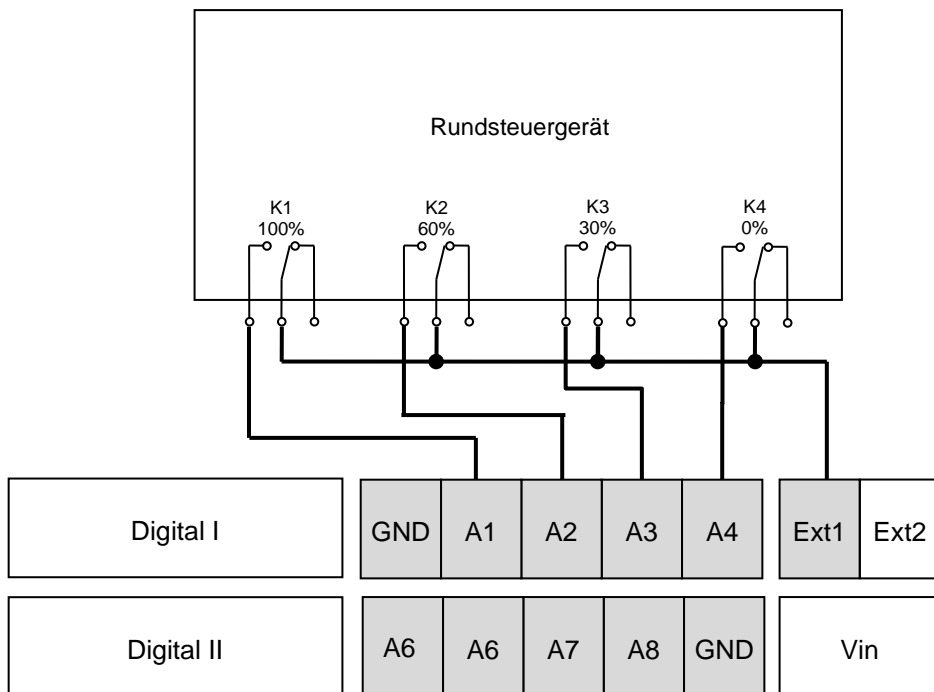 Rundsteuergerät
K1 K2 K3 K4
100% 60% 30% 0%
Digital I GND A1 A2 A3 A4 Ext1 Ext2
Digital II A6 A6 A7 A8 GND Vin